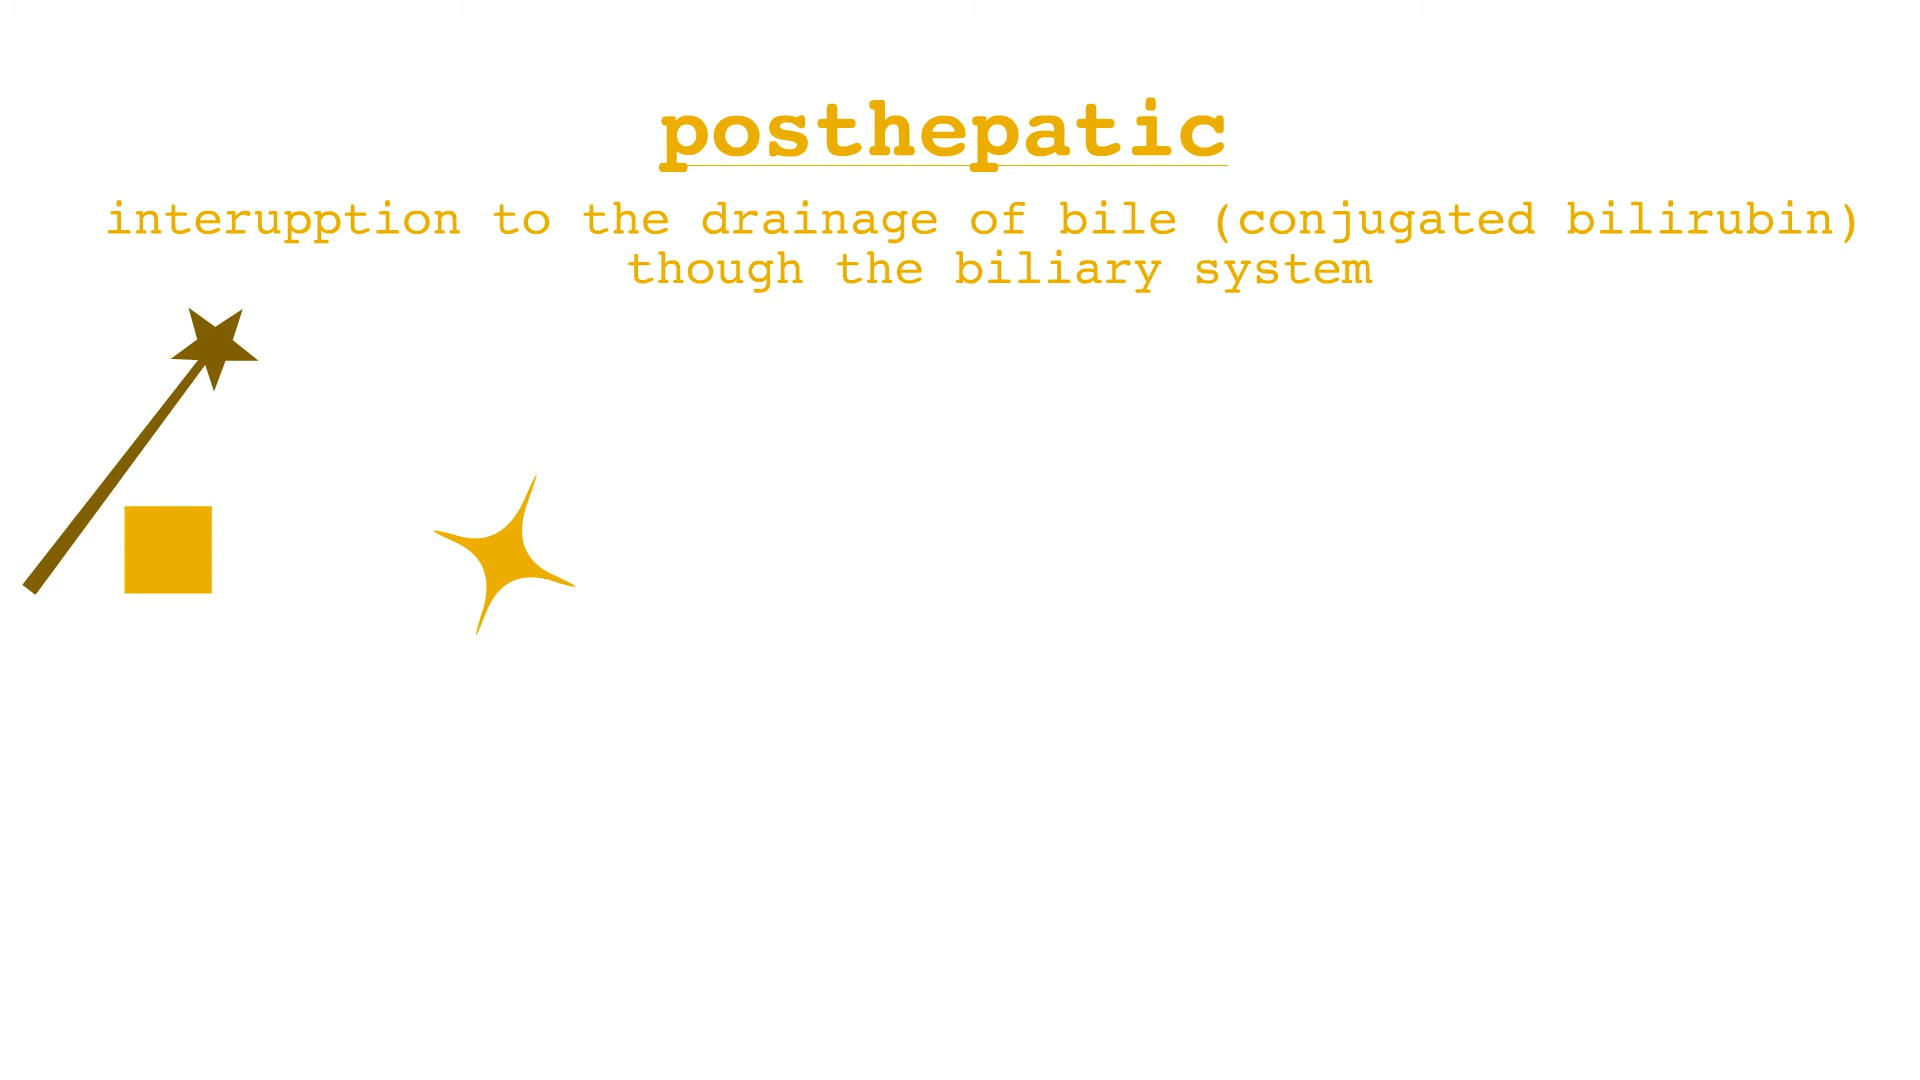 posthepatic
interupption to the drainage of bile (conjugated bilirubin)
though the biliary system